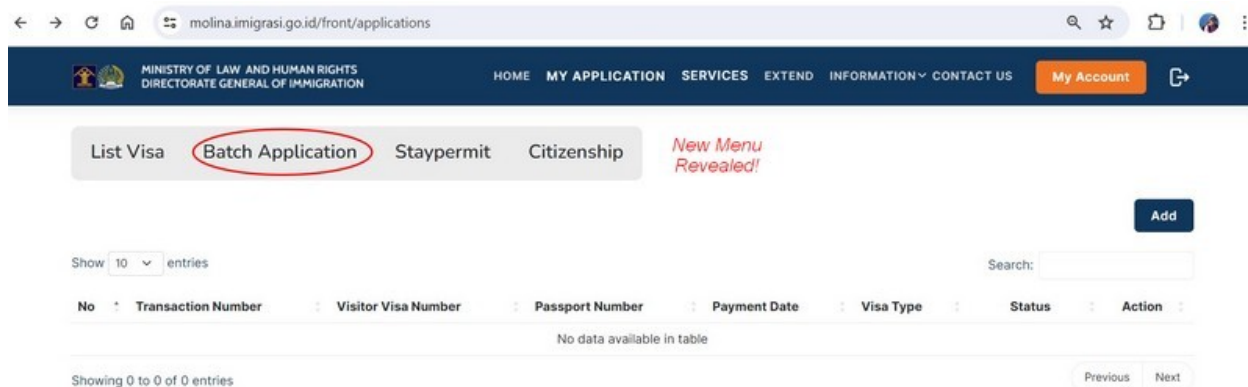 molina.imigrasi.go.id/front/applications
MINISTRY OF LAW AND HUMAN RIGHTS
DIRECTORATE GENERAL OF IMMIGRATION
HOME MY APPLICATION SERVICES EXTEND INFORMATION CONTACT US My Account
List Visa Batch Application Staypermit Citizenship
New Menu
Revealed!
Add
Show 10 entries Search:
No Transaction Number Visitor Visa Number Passport Number Payment Date Visa Type Status Action
No data available in table
Showing 0 to 0 of 0 entries Previous Next